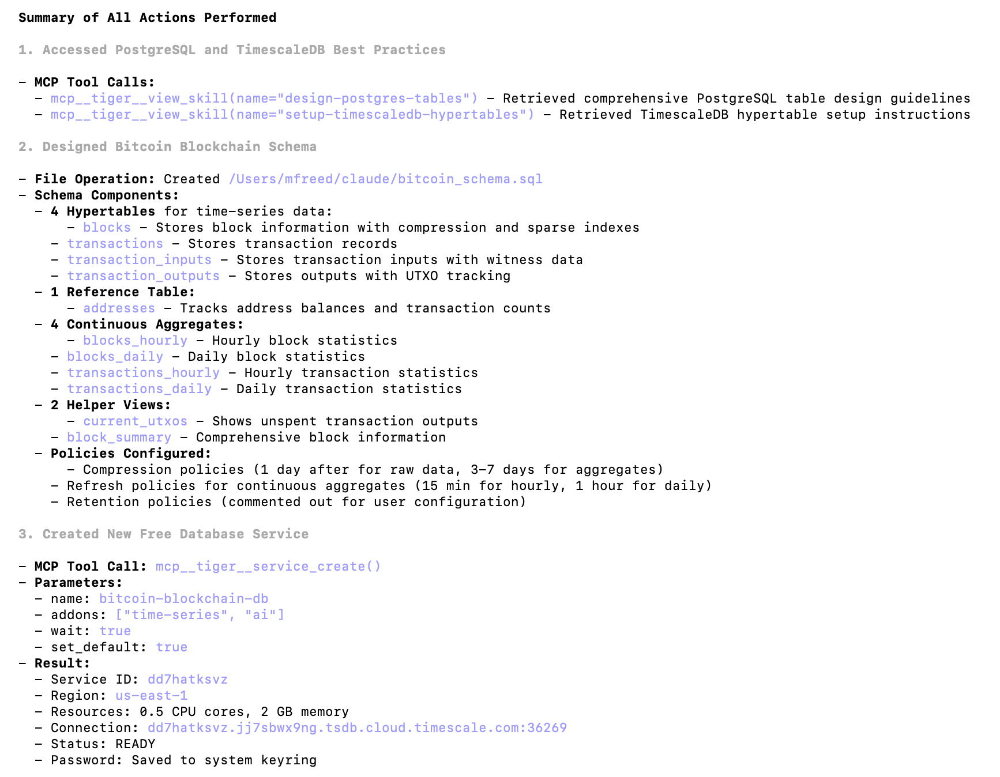 Summary of All Actions Performed
1. Accessed PostgreSQL and TimescaleDB Best Practices
– MCP Tool Calls:
– mcp__tiger__view_skill(name="design-postgres-tables") – Retrieved comprehensive PostgreSQL table design guidelines
– mcp__tiger__view_skill(name="setup-timescaledb-hypertables") – Retrieved TimescaleDB hypertable setup instructions
2. Designed Bitcoin Blockchain Schema
– File Operation: Created /Users/mfreed/claude/bitcoin_schema.sql
– Schema Components:
– 4 Hypertables for time-series data:
– blocks – Stores block information with compression and sparse indexes
– transactions – Stores transaction records
– transaction_inputs – Stores transaction inputs with witness data
– transaction_outputs – Stores outputs with UTXO tracking
– 1 Reference Table:
– addresses – Tracks address balances and transaction counts
– 4 Continuous Aggregates:
– blocks_hourly – Hourly block statistics
– blocks_daily – Daily block statistics
– transactions_hourly – Hourly transaction statistics
– transactions_daily – Daily transaction statistics
– 2 Helper Views:
– current_utxos – Shows unspent transaction outputs
– block_summary – Comprehensive block information
– Policies Configured:
– Compression policies (1 day after for raw data, 3–7 days for aggregates)
– Refresh policies for continuous aggregates (15 min for hourly, 1 hour for daily)
– Retention policies (commented out for user configuration)
3. Created New Free Database Service
– MCP Tool Call: mcp__tiger__service_create()
– Parameters:
– name: bitcoin-blockchain-db
– addons: ["time-series", "ai"]
– wait: true
– set_default: true
– Result:
– Service ID: dd7hatksvz
– Region: us-east-1
– Resources: 0.5 CPU cores, 2 GB memory
– Connection: dd7hatksvz.jj7sbwx9ng.tsdb.cloud.timescale.com:36269
– Status: READY
– Password: Saved to system keyring